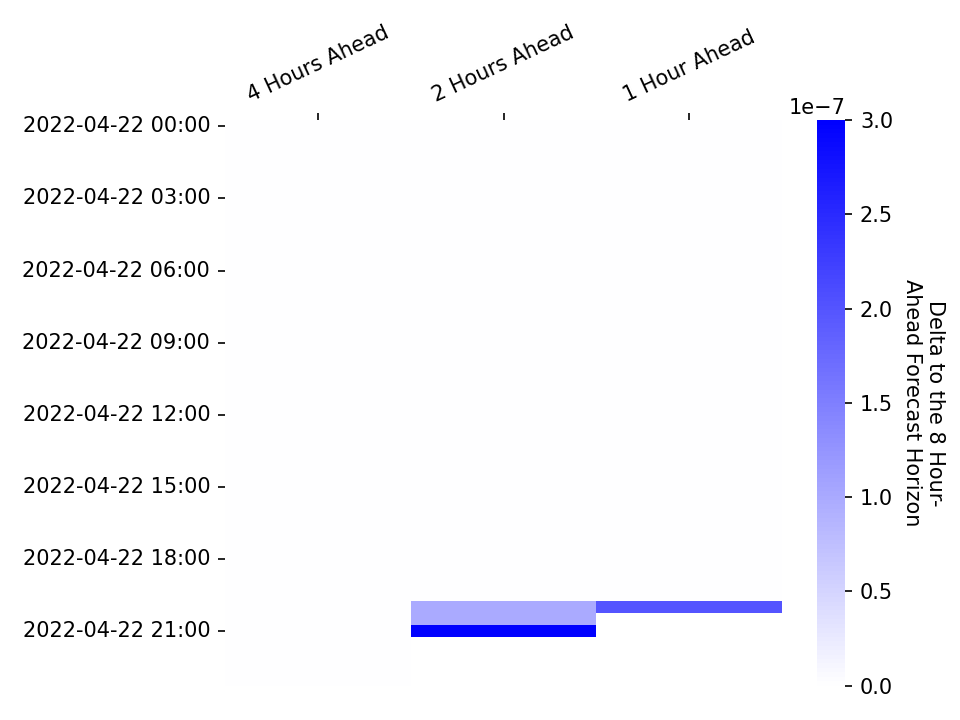 4 Hours Ahead
2 Hours Ahead
1 Hour Ahead
2022-04-22 00:00
2022-04-22 03:00
2022-04-22 06:00
2022-04-22 09:00
2022-04-22 12:00
2022-04-22 15:00
2022-04-22 18:00
2022-04-22 21:00
1e−7
3.0
2.5
2.0
1.5
1.0
0.5
0.0
Delta to the 8 Hour-
Ahead Forecast Horizon